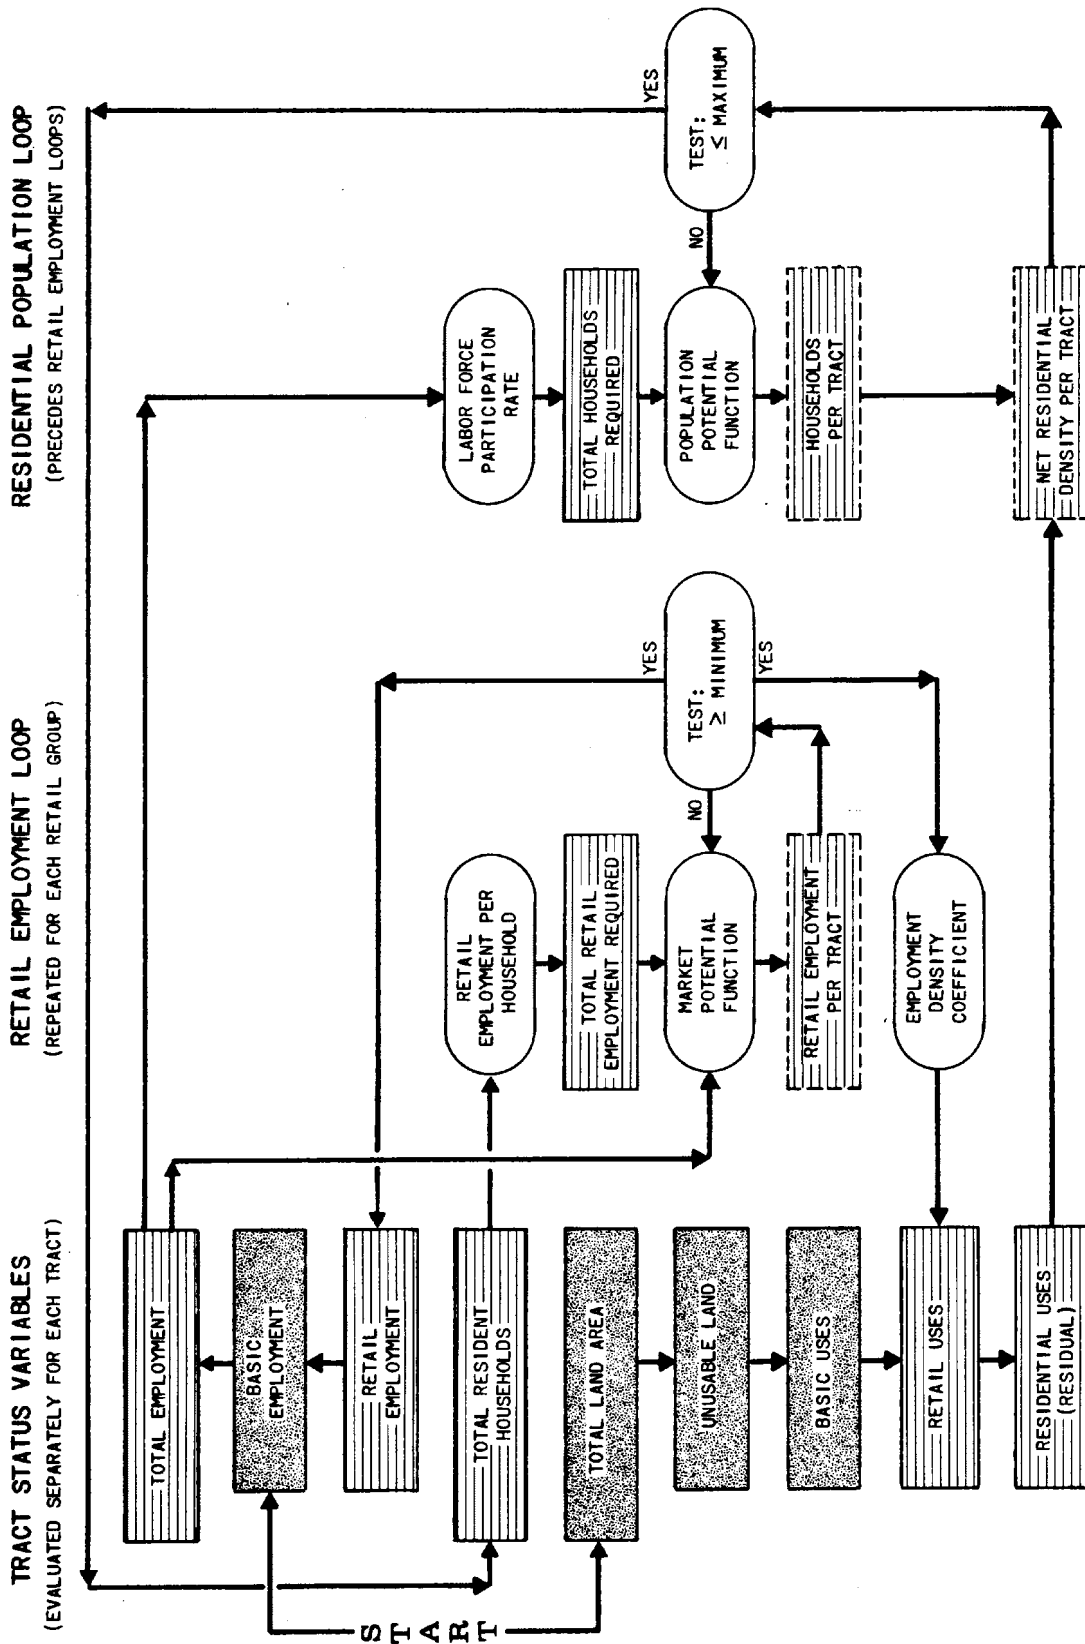 TRACT STATUS VARIABLES
(EVALUATED SEPARATELY FOR EACH TRACT)
RETAIL EMPLOYMENT LOOP
(REPEATED FOR EACH RETAIL GROUP)
RESIDENTIAL POPULATION LOOP
(PRECEDES RETAIL EMPLOYMENT LOOPS)
START
TOTAL EMPLOYMENT
BASIC
EMPLOYMENT
RETAIL
EMPLOYMENT
TOTAL RESIDENT
HOUSEHOLDS
TOTAL LAND AREA
UNUSABLE LAND
BASIC USES
RETAIL USES
RESIDENTIAL USES
(RESIDUAL)
RETAIL
EMPLOYMENT PER
HOUSEHOLD
TOTAL RETAIL
EMPLOYMENT REQUIRED
MARKET
POTENTIAL
FUNCTION
RETAIL EMPLOYMENT
PER TRACT
EMPLOYMENT
DENSITY
COEFFICIENT
NO
YES
TEST:
≥ MINIMUM
YES
LABOR FORCE
PARTICIPATION
RATE
TOTAL HOUSEHOLDS
REQUIRED
POPULATION
POTENTIAL
FUNCTION
HOUSEHOLDS
PER TRACT
NET RESIDENTIAL
DENSITY PER TRACT
NO
YES
TEST:
≤ MAXIMUM